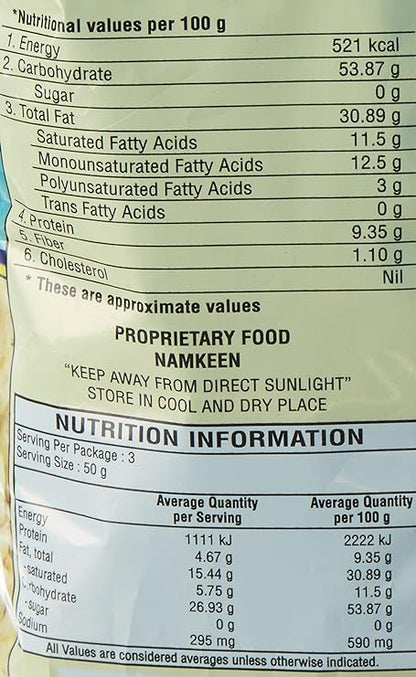 *Nutritional values per 100 g
1. Energy 521 kcal
2. Carbohydrate 53.87 g
Sugar 0 g
3. Total Fat 30.89 g
Saturated Fatty Acids 11.5 g
Monounsaturated Fatty Acids 12.5 g
Polyunsaturated Fatty Acids 3 g
Trans Fatty Acids 0 g
4. Protein 9.35 g
5. Fiber 1.10 g
6. Cholesterol Nil
* These are approximate values
PROPRIETARY FOOD
NAMKEEN
"KEEP AWAY FROM DIRECT SUNLIGHT"
STORE IN COOL AND DRY PLACE
NUTRITION INFORMATION
Serving Per Package : 3
Serving Size : 50 g
Average Quantity per Serving Average Quantity per 100 g
Energy 1111 kJ 2222 kJ
Protein 4.67 g 9.35 g
Fat, total 15.44 g 30.89 g
-saturated 5.75 g 11.5 g
Carbohydrate 26.93 g 53.87 g
-sugar 0 g 0 g
Sodium 295 mg 590 mg
All Values are considered averages unless otherwise indicated.